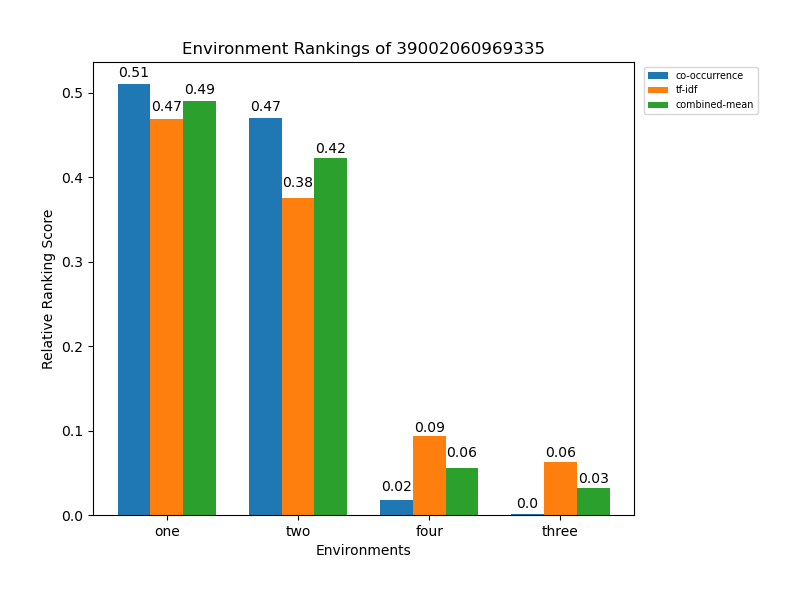 Environment Rankings of 39002060969335
co-occurrence
tf-idf
combined-mean
Relative Ranking Score
0.5
0.4
0.3
0.2
0.1
0.0
0.51
0.47
0.49
0.47
0.38
0.42
0.02
0.09
0.06
0.0
0.06
0.03
one two four three
Environments